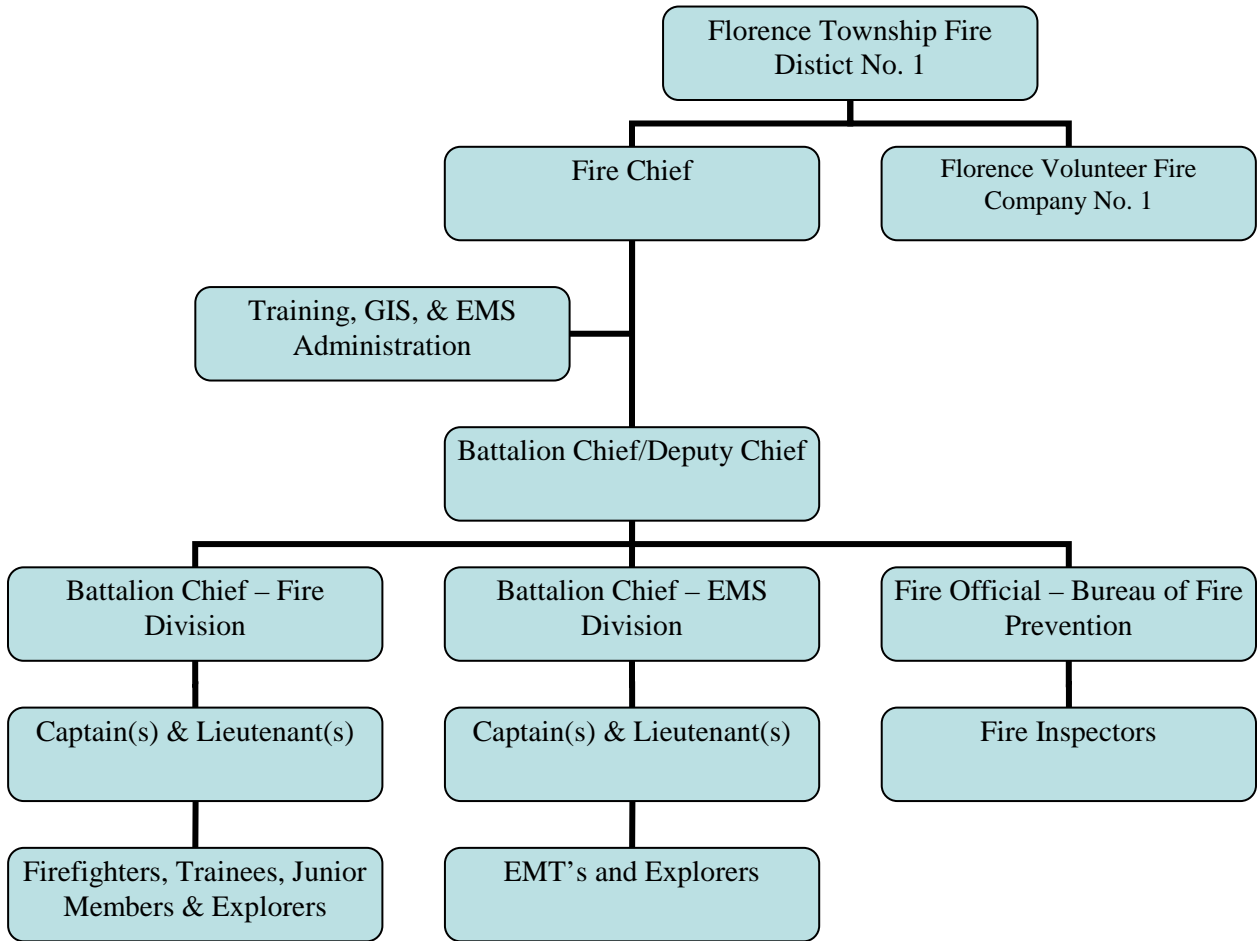 Florence Township Fire
Distict No. 1
Fire Chief
Florence Volunteer Fire
Company No. 1
Training, GIS, & EMS
Administration
Battalion Chief/Deputy Chief
Battalion Chief – Fire
Division
Battalion Chief – EMS
Division
Fire Official – Bureau of Fire
Prevention
Captain(s) & Lieutenant(s)
Captain(s) & Lieutenant(s)
Fire Inspectors
Firefighters, Trainees, Junior
Members & Explorers
EMT’s and Explorers